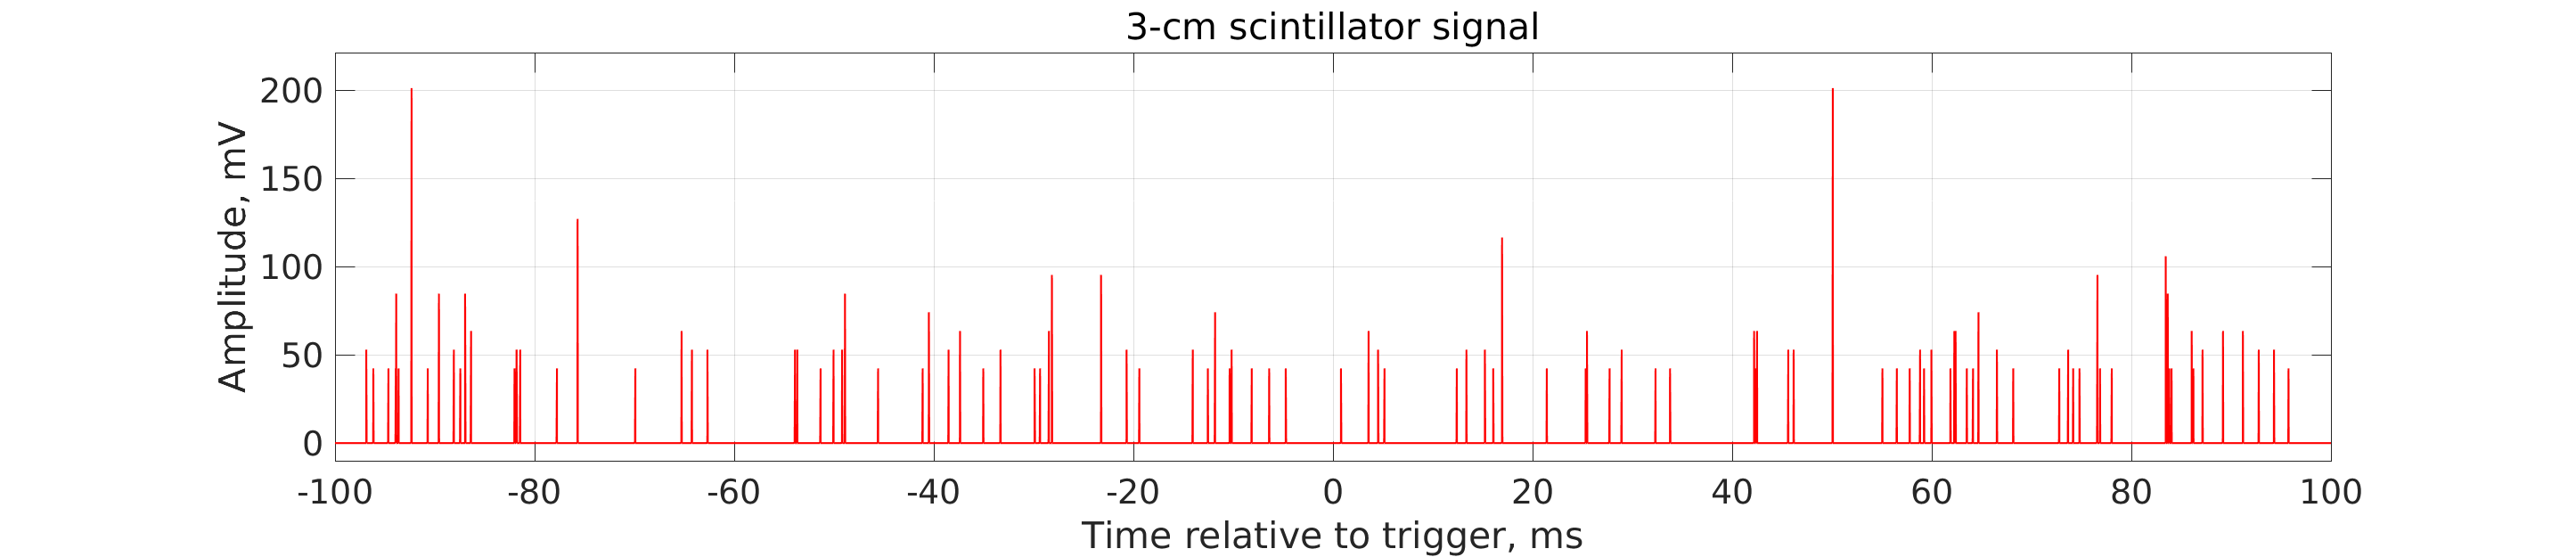 3-cm scintillator signal
Amplitude, mV
200
150
100
50
0
-100 -80 -60 -40 -20 0 20 40 60 80 100
Time relative to trigger, ms